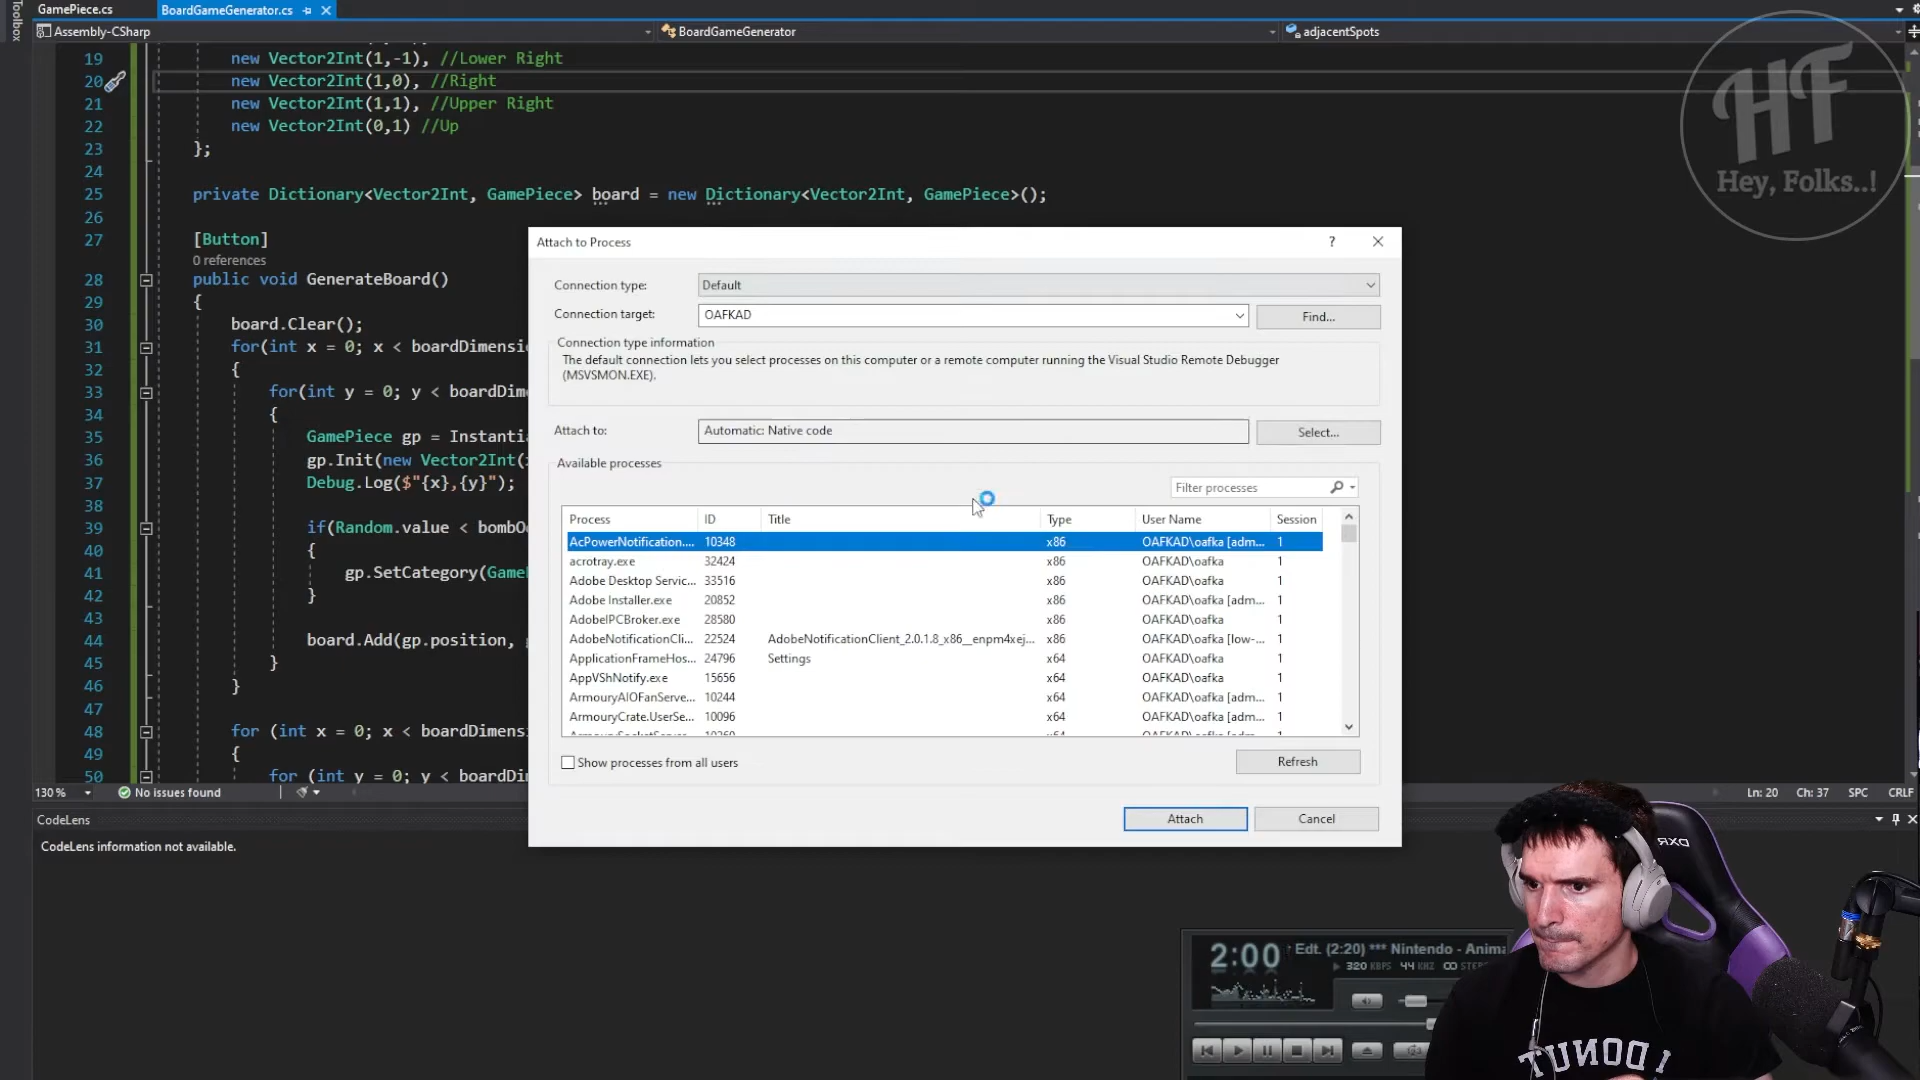 GamePiece.cs
BoardGameGenerator.cs
Toolbox
Assembly-CSharp
BoardGameGenerator
adjacentSpots
19 new Vector2Int(1,-1), //Lower Right
20 new Vector2Int(1,0), //Right
21 new Vector2Int(1,1), //Upper Right
22 new Vector2Int(0,1) //Up
23 };
24
25 private Dictionary<Vector2Int, GamePiece> board = new Dictionary<Vector2Int, GamePiece>();
26
27 [Button]
0 references
28 public void GenerateBoard()
29 {
30 board.Clear();
31 for(int x = 0; x < boardDimensi
32 {
33 for(int y = 0; y < boardDim
34 {
35 GamePiece gp = Instanti
36 gp.Init(new Vector2Int(
37 Debug.Log($"{x},{y}");
38
39 if(Random.value < bombO
40 {
41 gp.SetCategory(Game
42 }
43
44 board.Add(gp.position,
45 }
46 }
47
48 for (int x = 0; x < boardDimens
49 {
50 for (int y = 0; y < boardDi
HF
Hey, Folks..!
Attach to Process
?
Connection type: Default
Connection target: OAFKAD Find...
Connection type information
The default connection lets you select processes on this computer or a remote computer running the Visual Studio Remote Debugger
(MSVSMON.EXE).
Attach to: Automatic: Native code Select...
Available processes
Filter processes
Process ID Title Type User Name Session
AcPowerNotification.... 10348 x86 OAFKAD\oafka [adm... 1
acrotray.exe 32424 x86 OAFKAD\oafka 1
Adobe Desktop Servic... 33516 x86 OAFKAD\oafka 1
Adobe Installer.exe 20852 x86 OAFKAD\oafka [adm... 1
AdobeIPCBroker.exe 28580 x86 OAFKAD\oafka 1
AdobeNotificationCli... 22524 AdobeNotificationClient_2.0.1.8_x86__enpm4xej... x86 OAFKAD\oafka [low-... 1
ApplicationFrameHos... 24796 Settings x64 OAFKAD\oafka 1
AppVShNotify.exe 15656 x64 OAFKAD\oafka 1
ArmouryAIOFanServe... 10244 x64 OAFKAD\oafka [adm... 1
ArmouryCrate.UserSe... 10096 x64 OAFKAD\oafka [adm... 1
Show processes from all users
Refresh
Attach
Cancel
130 %
No issues found
Ln: 20 Ch: 37 SPC CRLF
CodeLens
CodeLens information not available.
2:00
Edt. (2:20) *** Nintendo - Anima
320 KBPS 44 KHZ
DXR
I DONUT